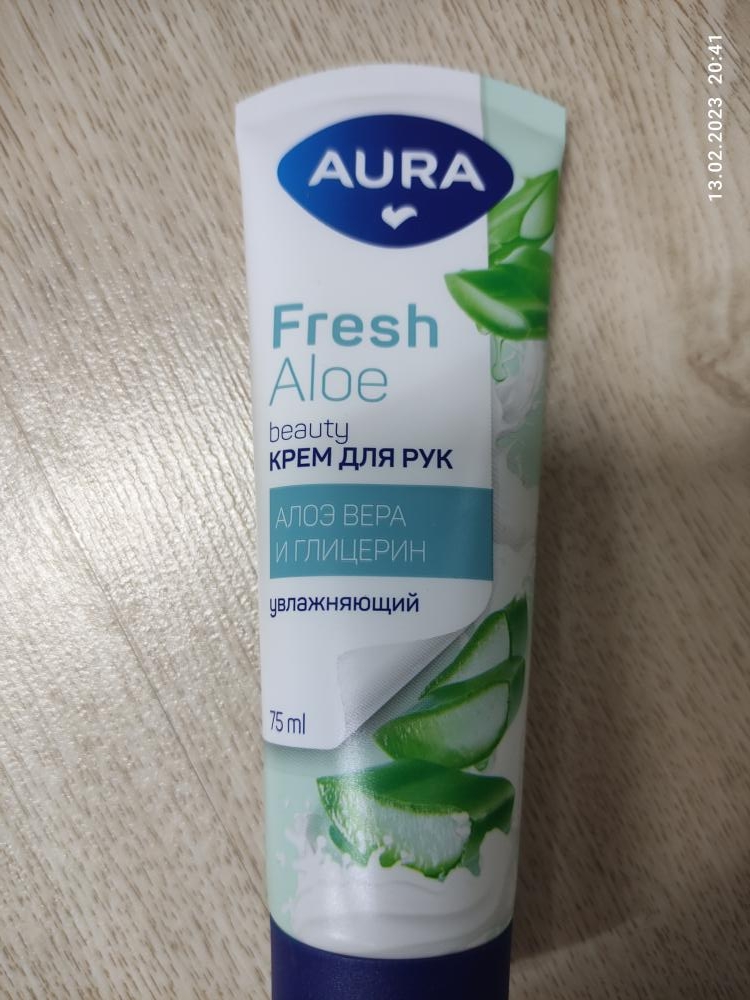 13.02.2023 20:41
AURA
Fresh
Aloe
beauty
КРЕМ ДЛЯ РУК
АЛОЭ ВЕРА
И ГЛИЦЕРИН
увлажняющий
75 ml